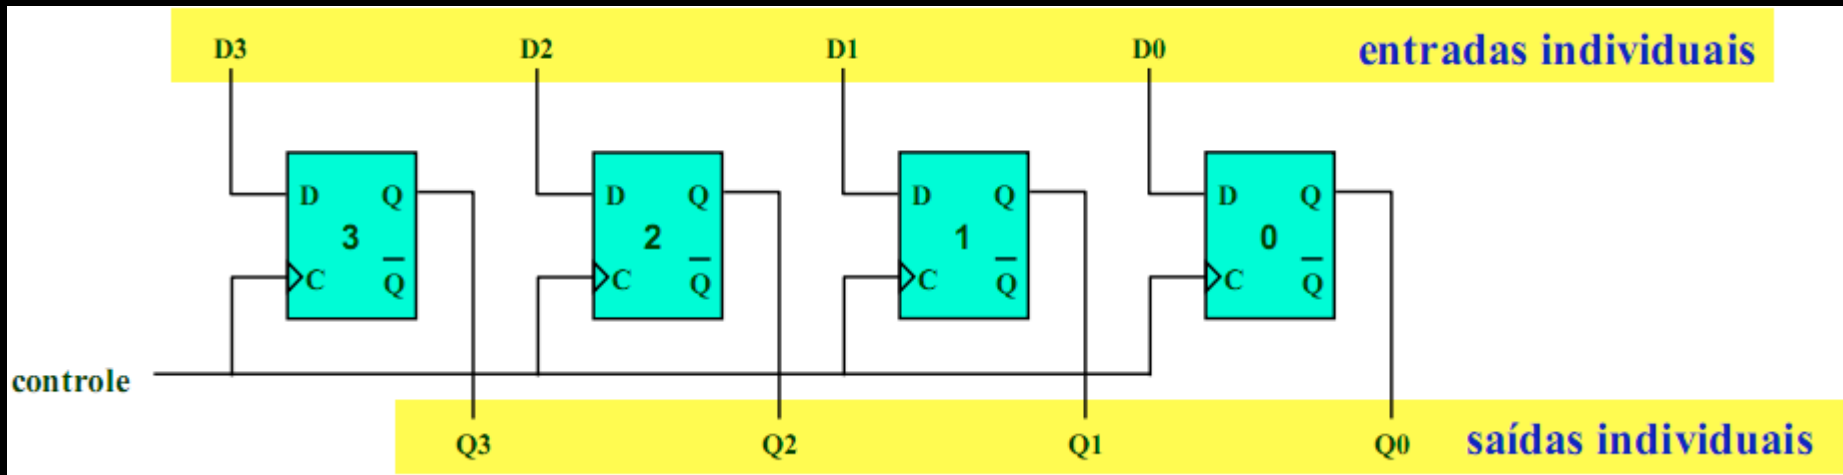 D3 D2 D1 D0 entradas individuais
D Q D Q D Q D Q
3 2 1 0
C Q̅ C Q̅ C Q̅ C Q̅
controle
Q3 Q2 Q1 Q0 saídas individuais